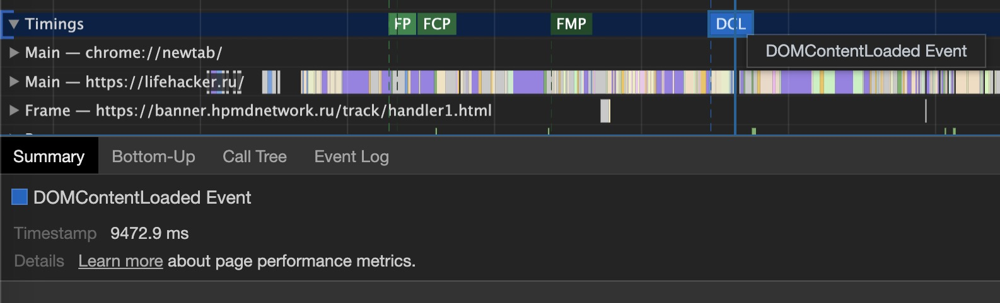 Timings FP FCP FMP DCL
DOMContentLoaded Event
Main — chrome://newtab/
Main — https://lifehacker.ru/
Frame — https://banner.hpmdnetwork.ru/track/handler1.html
Summary Bottom-Up Call Tree Event Log
DOMContentLoaded Event
Timestamp 9472.9 ms
Details Learn more about page performance metrics.